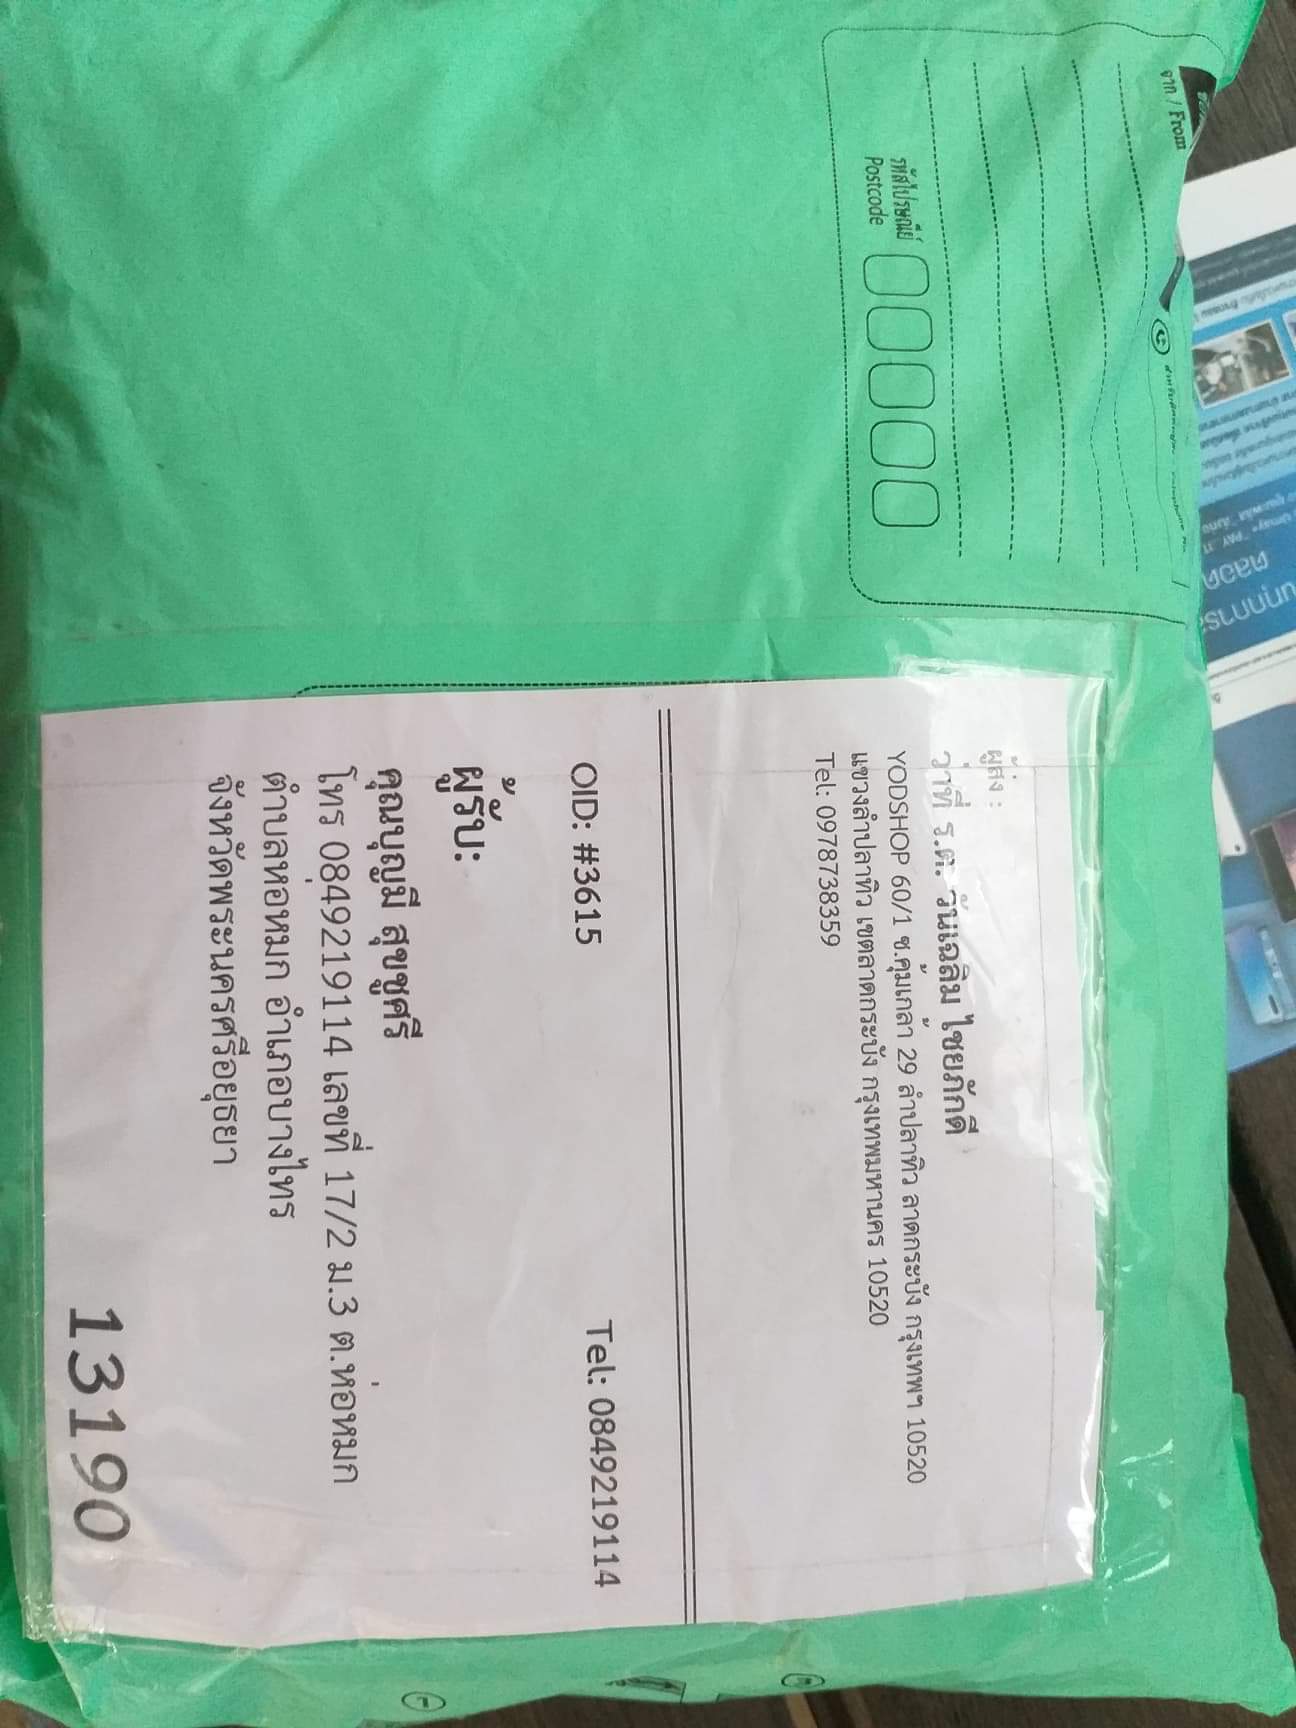 จาก / From
รหัสไปรษณีย์
Postcode
ผู้ส่ง :
ว่าที่ ร.ต. วันเฉลิม ไชยภักดี
YODSHOP 60/1 ซ.คุ้มเกล้า 29 ลำปลาทิว ลาดกระบัง กรุงเทพฯ 10520
แขวงลำปลาทิว เขตลาดกระบัง กรุงเทพมหานคร 10520
Tel: 0978738359
OID: #3615 Tel: 0849219114
ผู้รับ:
คุณบุญมี สุขชูศรี
โทร 0849219114 เลขที่ 17/2 ม.3 ต.ห่อหมก
ตำบลหอหมก อำเภอบางไทร
จังหวัดพระนครศรีอยุธยา
13190